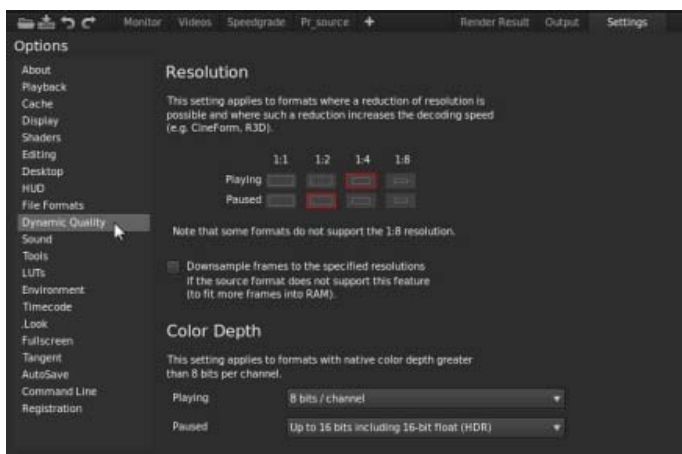 Monitor Videos Speedgrade Pr_source + Render Result Output Settings
Options
About
Playback
Cache
Display
Shaders
Editing
Desktop
HUD
File Formats
Dynamic Quality
Sound
Tools
LUTs
Environment
Timecode
.Look
Fullscreen
Tangent
AutoSave
Command Line
Registration
Resolution
This setting applies to formats where a reduction of resolution is
possible and where such a reduction increases the decoding speed
(e.g. CineForm, R3D).
1:1 1:2 1:4 1:8
Playing
Paused
Note that some formats do not support the 1:8 resolution.
Downsample frames to the specified resolutions
if the source format does not support this feature
(to fit more frames into RAM).
Color Depth
This setting applies to formats with native color depth greater
than 8 bits per channel.
Playing 8 bits / channel
Paused Up to 16 bits including 16-bit float (HDR)